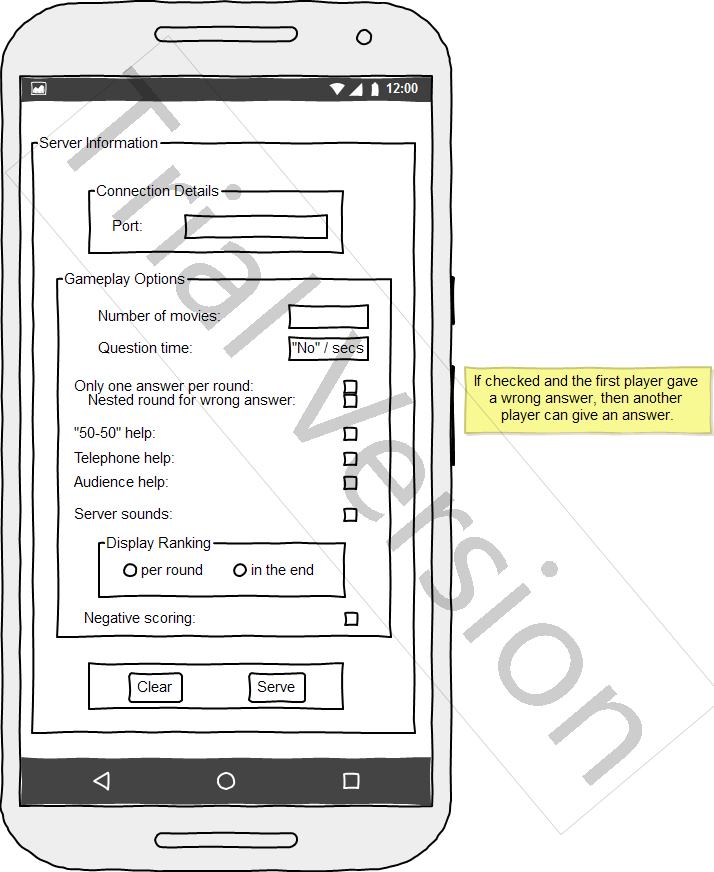 12:00
Server Information
Connection Details
Port:
Gameplay Options
Number of movies:
Question time: "No" / secs
Only one answer per round:
Nested round for wrong answer:
"50-50" help:
Telephone help:
Audience help:
Server sounds:
Display Ranking
per round in the end
Negative scoring:
Clear Serve
If checked and the first player gave
a wrong answer, then another
player can give an answer.
Trial Version